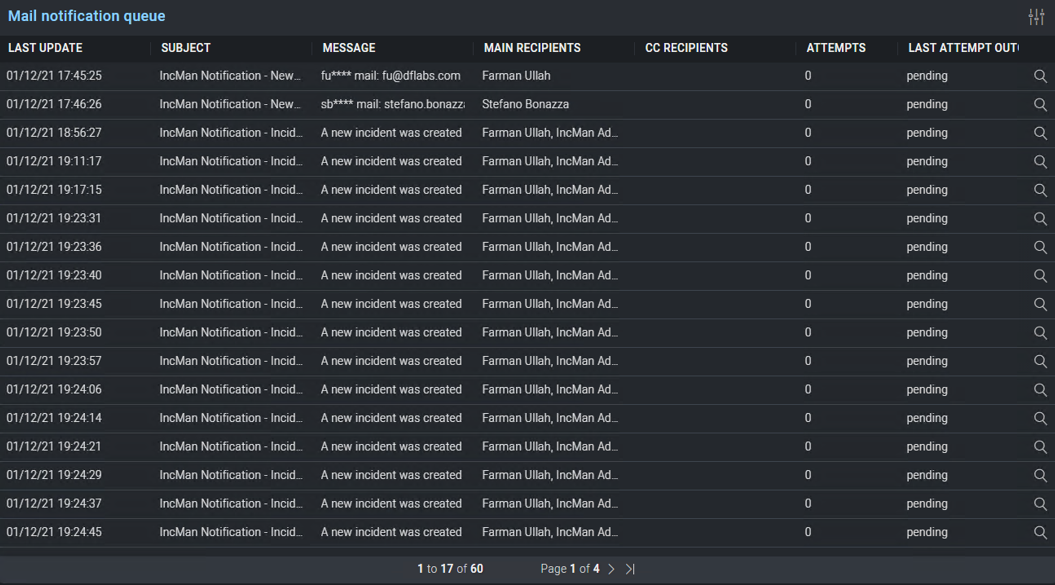 Mail notification queue
LAST UPDATE SUBJECT MESSAGE MAIN RECIPIENTS CC RECIPIENTS ATTEMPTS LAST ATTEMPT OUT
01/12/21 17:45:25 IncMan Notification - New... fu**** mail: fu@dflabs.com Farman Ullah 0 pending
01/12/21 17:46:26 IncMan Notification - New... sb**** mail: stefano.bonazza Stefano Bonazza 0 pending
01/12/21 18:56:27 IncMan Notification - Incid... A new incident was created Farman Ullah, IncMan Ad... 0 pending
01/12/21 19:11:17 IncMan Notification - Incid... A new incident was created Farman Ullah, IncMan Ad... 0 pending
01/12/21 19:17:15 IncMan Notification - Incid... A new incident was created Farman Ullah, IncMan Ad... 0 pending
01/12/21 19:23:31 IncMan Notification - Incid... A new incident was created Farman Ullah, IncMan Ad... 0 pending
01/12/21 19:23:36 IncMan Notification - Incid... A new incident was created Farman Ullah, IncMan Ad... 0 pending
01/12/21 19:23:40 IncMan Notification - Incid... A new incident was created Farman Ullah, IncMan Ad... 0 pending
01/12/21 19:23:45 IncMan Notification - Incid... A new incident was created Farman Ullah, IncMan Ad... 0 pending
01/12/21 19:23:50 IncMan Notification - Incid... A new incident was created Farman Ullah, IncMan Ad... 0 pending
01/12/21 19:23:57 IncMan Notification - Incid... A new incident was created Farman Ullah, IncMan Ad... 0 pending
01/12/21 19:24:06 IncMan Notification - Incid... A new incident was created Farman Ullah, IncMan Ad... 0 pending
01/12/21 19:24:14 IncMan Notification - Incid... A new incident was created Farman Ullah, IncMan Ad... 0 pending
01/12/21 19:24:21 IncMan Notification - Incid... A new incident was created Farman Ullah, IncMan Ad... 0 pending
01/12/21 19:24:29 IncMan Notification - Incid... A new incident was created Farman Ullah, IncMan Ad... 0 pending
01/12/21 19:24:37 IncMan Notification - Incid... A new incident was created Farman Ullah, IncMan Ad... 0 pending
01/12/21 19:24:45 IncMan Notification - Incid... A new incident was created Farman Ullah, IncMan Ad... 0 pending
1 to 17 of 60 Page 1 of 4